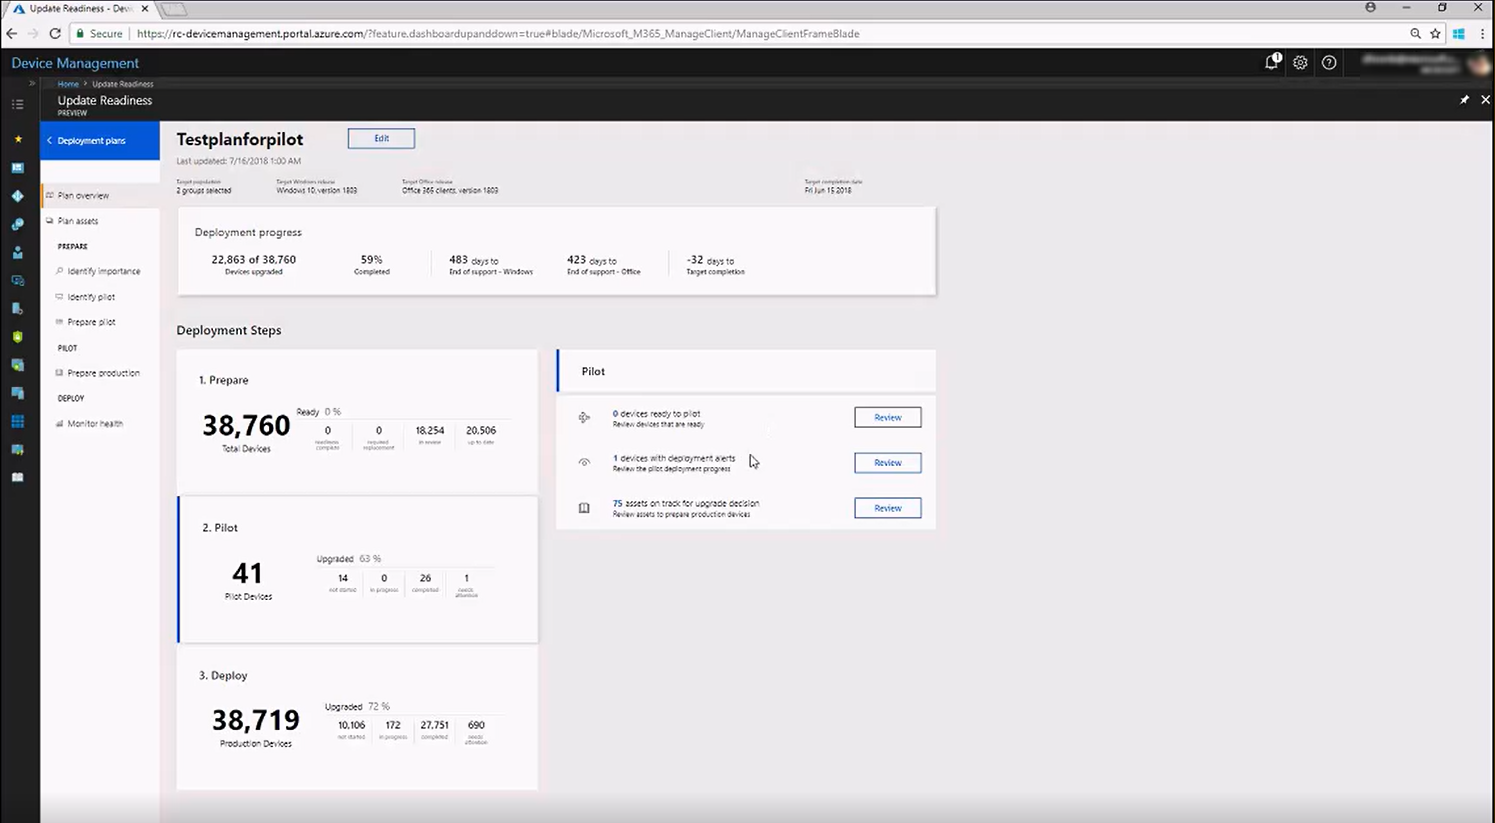 Update Readiness - Devi
Secure
https://rc-devicemanagement.portal.azure.com/?feature.dashboardupanddown=true#blade/Microsoft_M365_ManageClient/ManageClientFrameBlade
Device Management
1
Home > Update Readiness
Update Readiness
PREVIEW
Deployment plans
Plan overview
Plan assets
PREPARE
Identify importance
Identify pilot
Prepare pilot
PILOT
Prepare production
DEPLOY
Monitor health
Testplanforpilot
Edit
Last updated: 7/16/2018 1:00 AM
Target population
2 groups selected
Target Windows release
Windows 10, version 1803
Target Office release
Office 365 clients, version 1803
Target completion date
Fri Jun 15 2018
Deployment progress
22,863 of 38,760
Devices upgraded
59%
Completed
483 days to
End of support - Windows
423 days to
End of support - Office
-32 days to
Target completion
Deployment Steps
1. Prepare
38,760
Total Devices
Ready 0 %
0
readiness complete
0
required replacement
18,254
in review
20,506
up to date
2. Pilot
41
Pilot Devices
Upgraded 63 %
14
not started
0
in progress
26
completed
1
needs attention
3. Deploy
38,719
Production Devices
Upgraded 72 %
10,106
not started
172
in progress
27,751
completed
690
needs attention
Pilot
0 devices ready to pilot
Review devices that are ready
Review
1 devices with deployment alerts
Review the pilot deployment progress
Review
75 assets on track for upgrade decision
Review assets to prepare production devices
Review